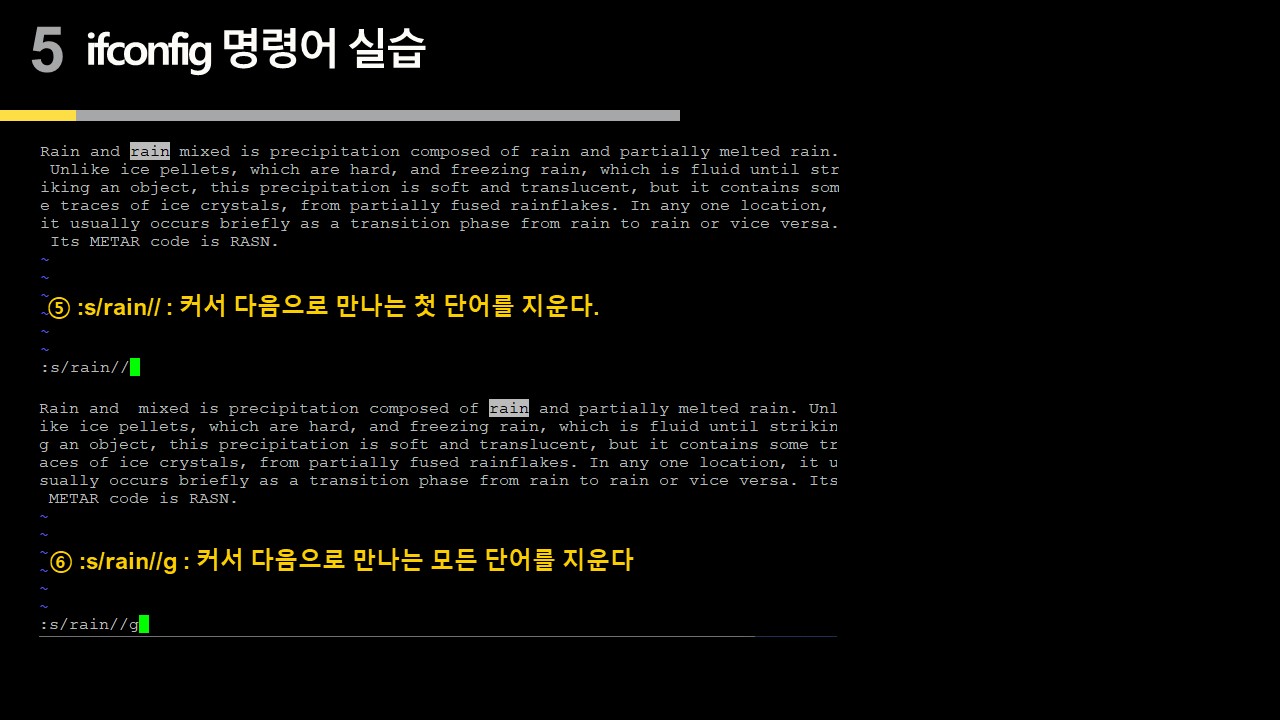 5 ifconfig 명령어 실습
Rain and rain mixed is precipitation composed of rain and partially melted rain.
 Unlike ice pellets, which are hard, and freezing rain, which is fluid until str
iking an object, this precipitation is soft and translucent, but it contains som
e traces of ice crystals, from partially fused rainflakes. In any one location,
it usually occurs briefly as a transition phase from rain to rain or vice versa.
 Its METAR code is RASN.
~
~
~
~
⑤ :s/rain// : 커서 다음으로 만나는 첫 단어를 지운다.
~
~
:s/rain//
Rain and  mixed is precipitation composed of rain and partially melted rain. Unl
ike ice pellets, which are hard, and freezing rain, which is fluid until strikin
g an object, this precipitation is soft and translucent, but it contains some tr
aces of ice crystals, from partially fused rainflakes. In any one location, it u
sually occurs briefly as a transition phase from rain to rain or vice versa. Its
 METAR code is RASN.
~
~
~
~
⑥ :s/rain//g : 커서 다음으로 만나는 모든 단어를 지운다
~
~
:s/rain//g